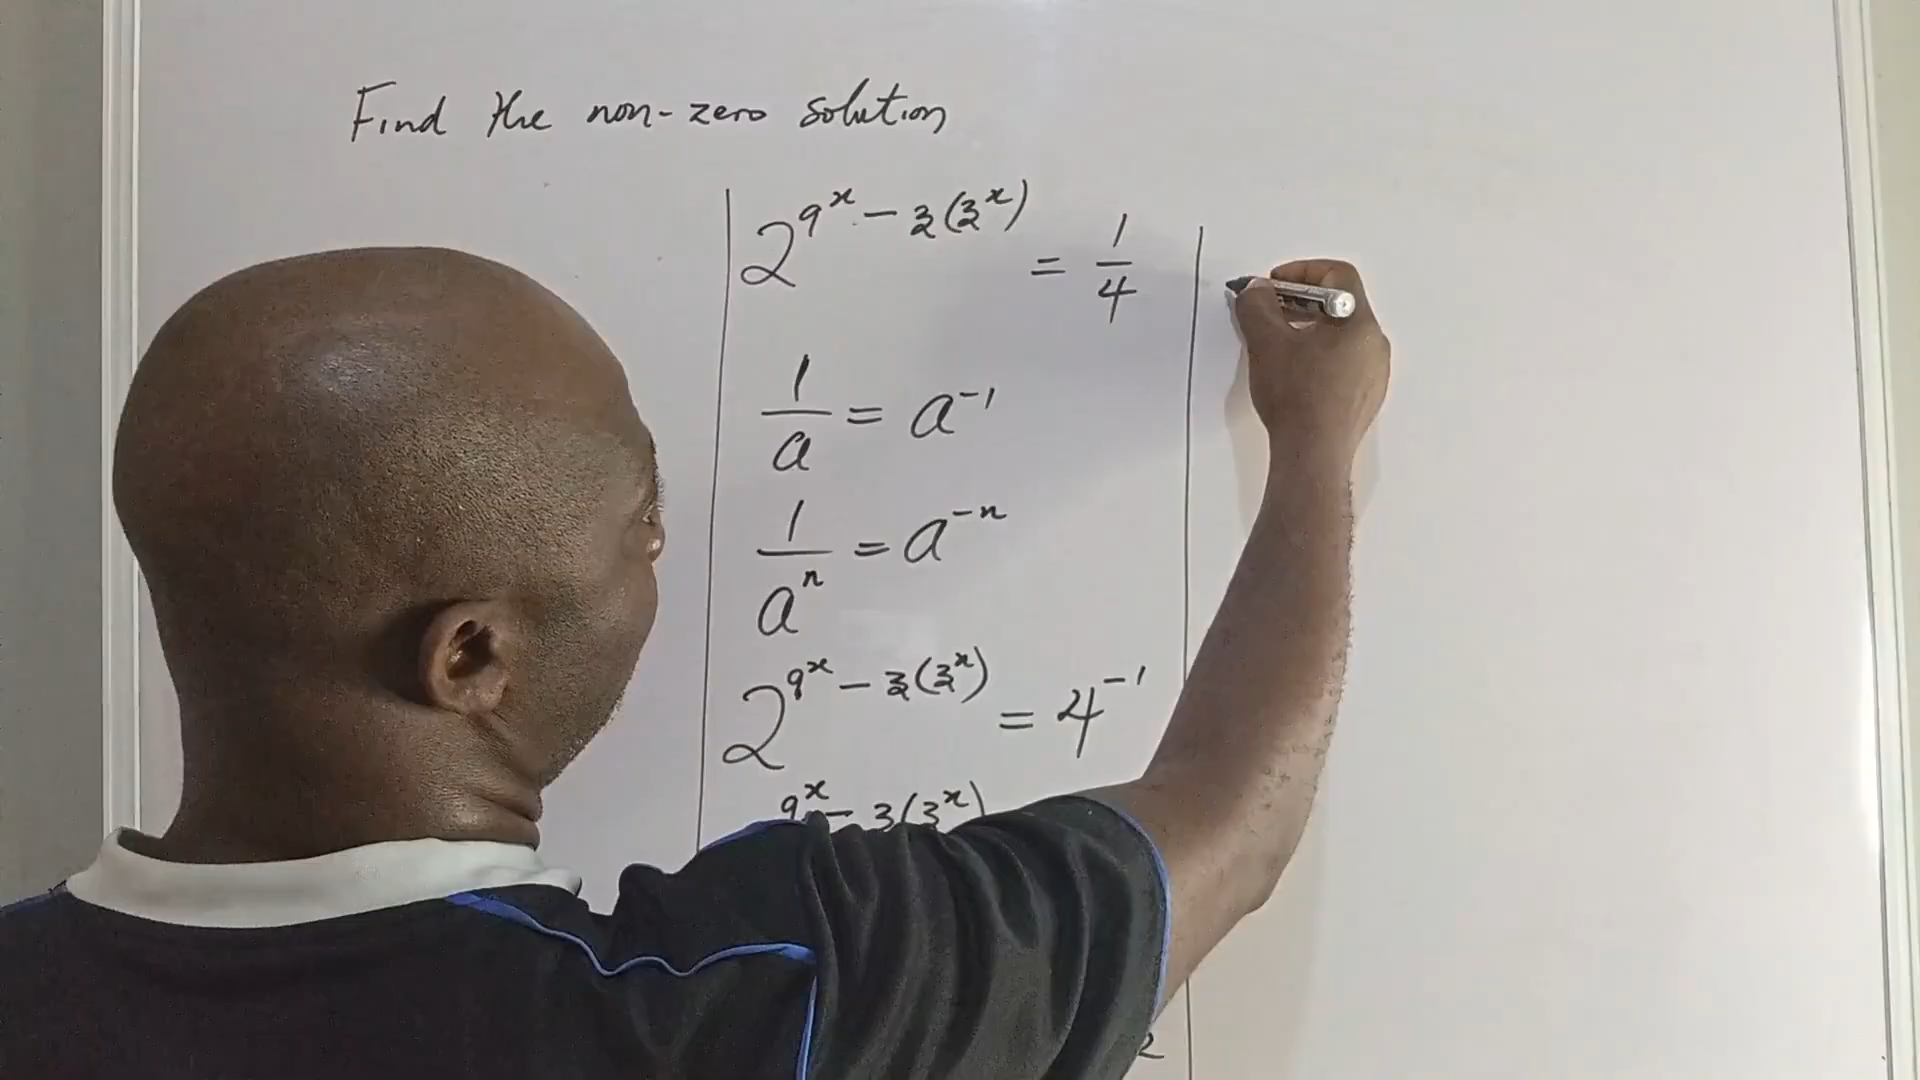 Find the non-zero solution
2^{9^x - 3(3^x)} = 1/4
1/a = a^{-1}
1/a^n = a^{-n}
2^{9^x - 3(3^x)} = 4^{-1}
9^x - 3(3^x)
2